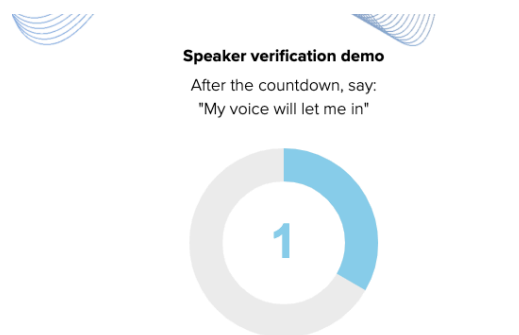 Speaker verification demo
After the countdown, say:
"My voice will let me in"
1